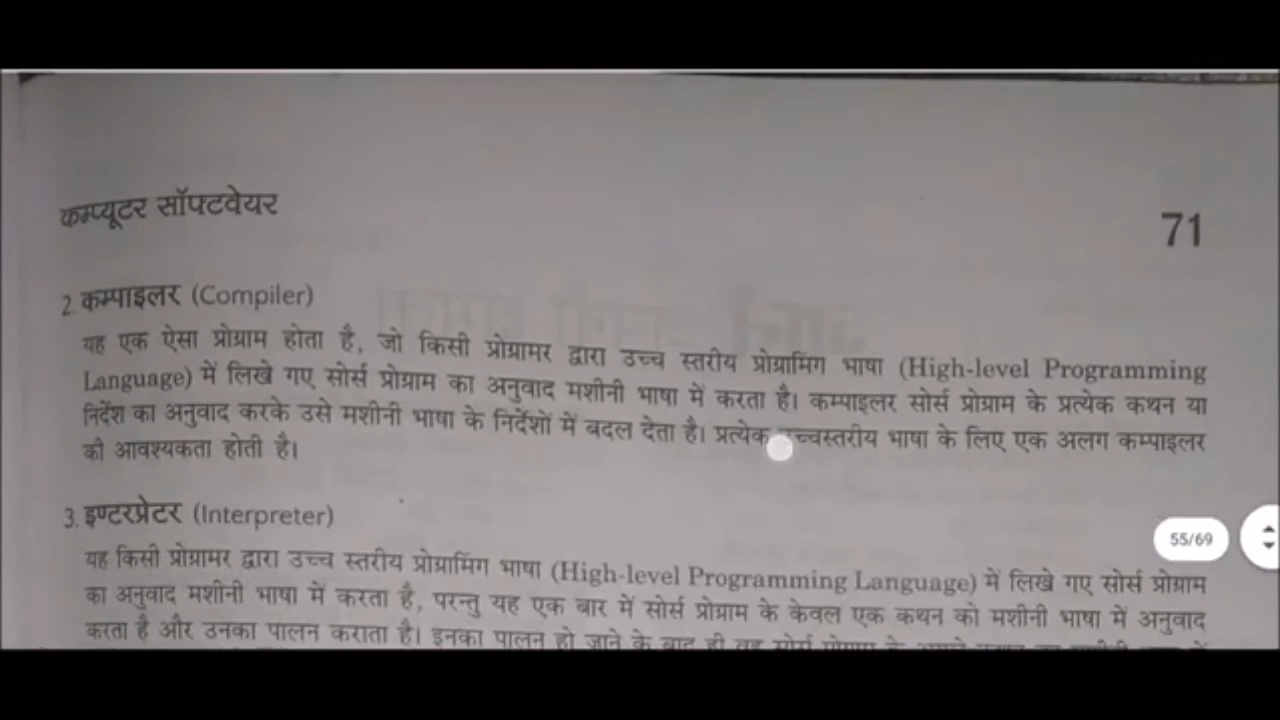 कम्प्यूटर सॉफ्टवेयर
71
2. कम्पाइलर (Compiler)
यह एक ऐसा प्रोग्राम होता है, जो किसी प्रोग्रामर द्वारा उच्च स्तरीय प्रोग्रामिंग भाषा (High-level Programming
Language) में लिखे गए सोर्स प्रोग्राम का अनुवाद मशीनी भाषा में करता है। कम्पाइलर सोर्स प्रोग्राम के प्रत्येक कथन या
निर्देश का अनुवाद करके उसे मशीनी भाषा के निर्देशों में बदल देता है। प्रत्येक उच्चस्तरीय भाषा के लिए एक अलग कम्पाइलर
की आवश्यकता होती है।
3. इण्टरप्रेटर (Interpreter)
55/69
यह किसी प्रोग्रामर द्वारा उच्च स्तरीय प्रोग्रामिंग भाषा (High-level Programming Language) में लिखे गए सोर्स प्रोग्राम
का अनुवाद मशीनी भाषा में करता है, परन्तु यह एक बार में सोर्स प्रोग्राम के केवल एक कथन को मशीनी भाषा में अनुवाद
करता है और उनका पालन कराता है। इनका पालन हो जाने के बाद ही वह सोर्स प्रोग्राम के